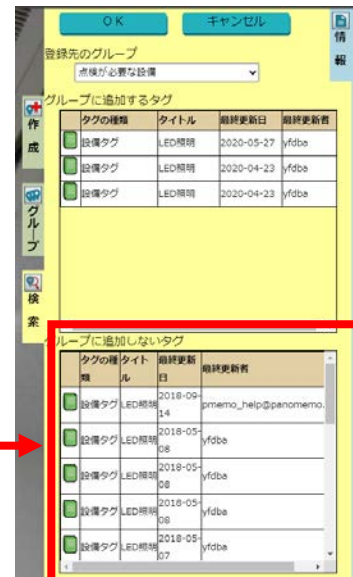 OK キャンセル
情報
登録先のグループ
点検が必要な設備
グループに追加するタグ
作成
グループ
検索
タグの種類 タイトル 最終更新日 最終更新者
設備タグ LED照明 2020-05-27 yfdba
設備タグ LED照明 2020-04-23 yfdba
設備タグ LED照明 2020-04-23 yfdba
グループに追加しないタグ
タグの種類 タイトル 最終更新日 最終更新者
設備タグ LED照明 2018-09-14 pmemo_help@panomemo.
設備タグ LED照明 2018-05-08 yfdba
設備タグ LED照明 2018-05-08 yfdba
設備タグ LED照明 2018-05-08 yfdba
設備タグ LED照明 2018-05-07 yfdba